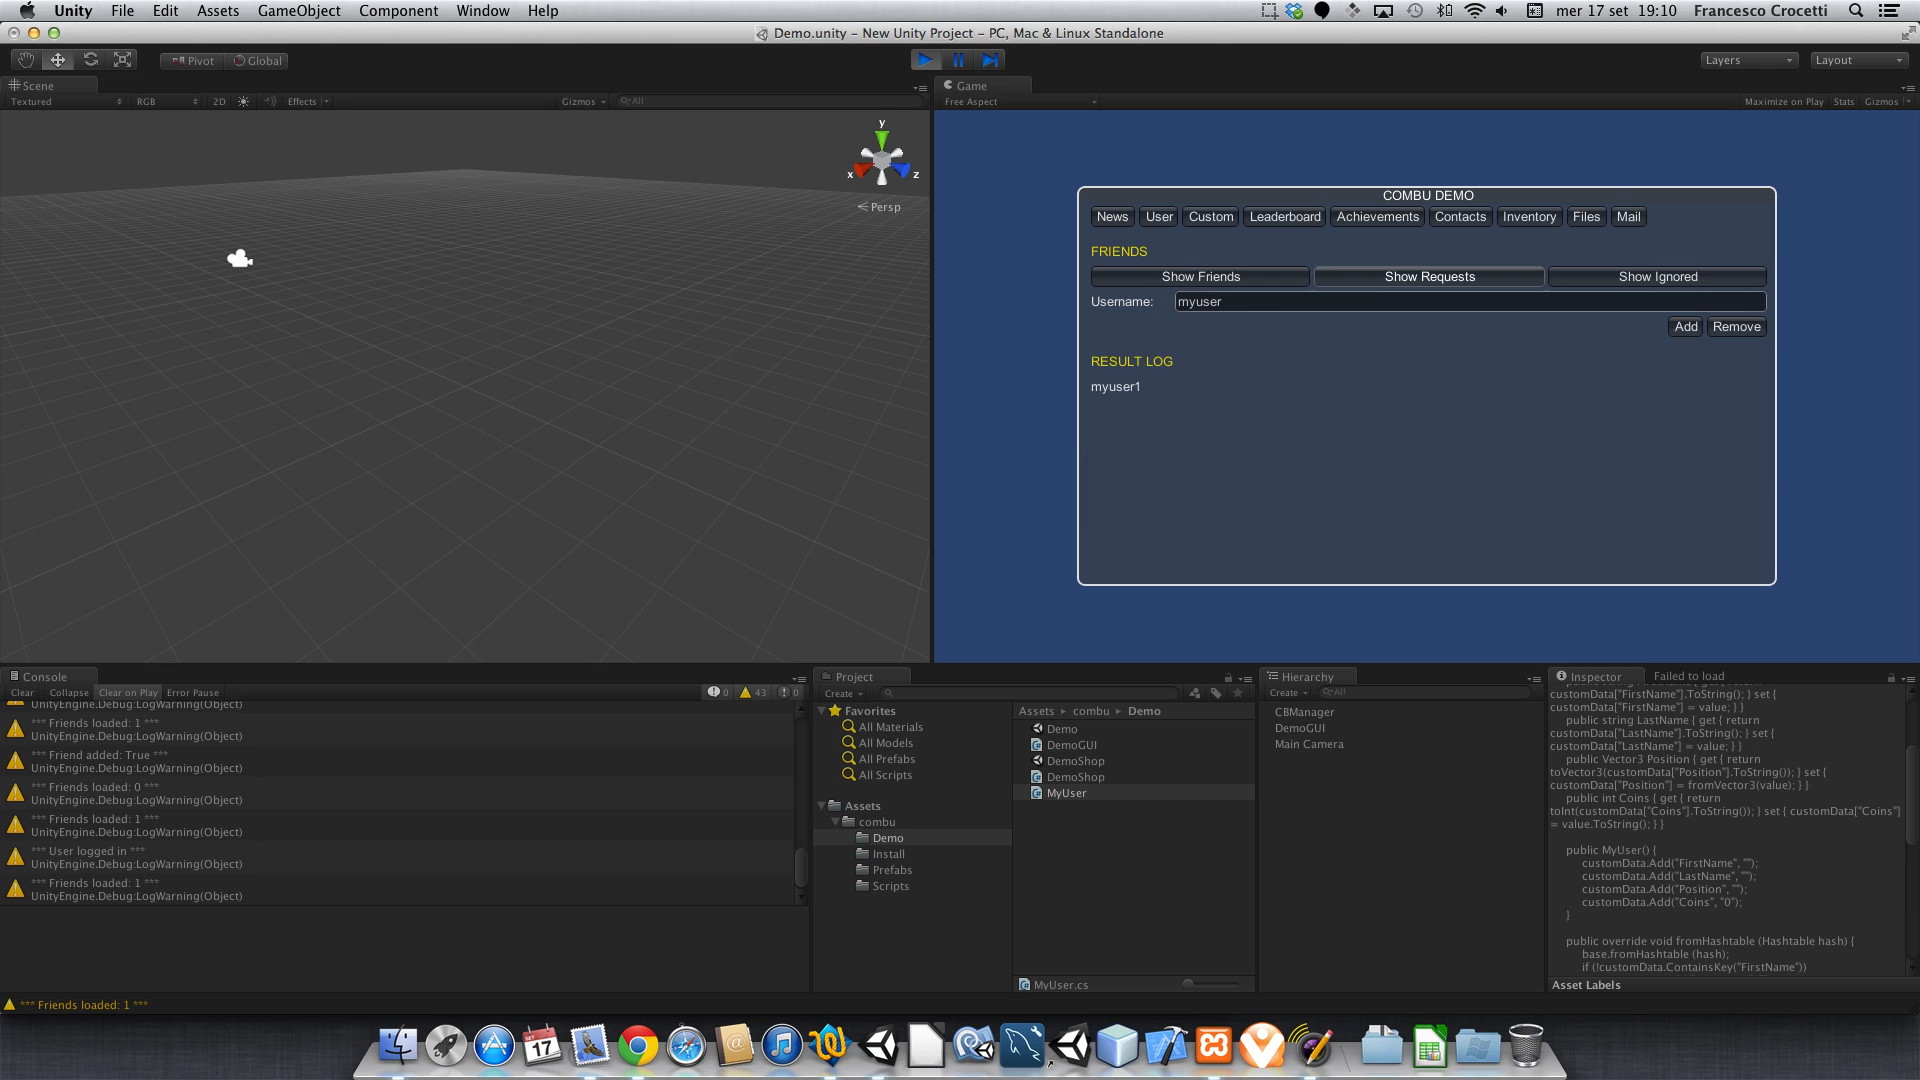 Unity File Edit Assets GameObject Component Window Help mer 17 set 19:10 Francesco Crocetti
Demo.unity – New Unity Project – PC, Mac & Linux Standalone
Pivot Global Layers Layout
Scene
Textured RGB 2D Effects Gizmos All
y
x z
Persp
Game
Free Aspect Maximize on Play Stats Gizmos
COMBU DEMO
News User Custom Leaderboard Achievements Contacts Inventory Files Mail
FRIENDS
Show Friends Show Requests Show Ignored
Username: myuser
Add Remove
RESULT LOG
myuser1
Console
Clear Collapse Clear on Play Error Pause 0 43 0
UnityEngine.Debug:LogWarning(Object)
*** Friends loaded: 1 ***
UnityEngine.Debug:LogWarning(Object)
*** Friend added: True ***
UnityEngine.Debug:LogWarning(Object)
*** Friends loaded: 0 ***
UnityEngine.Debug:LogWarning(Object)
*** Friends loaded: 1 ***
UnityEngine.Debug:LogWarning(Object)
*** User logged in ***
UnityEngine.Debug:LogWarning(Object)
*** Friends loaded: 1 ***
UnityEngine.Debug:LogWarning(Object)
*** Friends loaded: 1 ***
Project
Create
Favorites
All Materials
All Models
All Prefabs
All Scripts
Assets
combu
Demo
Install
Prefabs
Scripts
Assets combu Demo
Demo
DemoGUI
DemoShop
DemoShop
MyUser
MyUser.cs
Hierarchy
Create All
CBManager
DemoGUI
Main Camera
Inspector Failed to load
customData["FirstName"].ToString(); } set {
customData["FirstName"] = value; } }
public string LastName { get { return
customData["LastName"].ToString(); } set {
customData["LastName"] = value; } }
public Vector3 Position { get { return
toVector3(customData["Position"].ToString()); } set {
customData["Position"] = fromVector3(value); } }
public int Coins { get { return
toInt(customData["Coins"].ToString()); } set { customData["Coins"]
= value.ToString(); } }
public MyUser() {
customData.Add("FirstName", "");
customData.Add("LastName", "");
customData.Add("Position", "");
customData.Add("Coins", "0");
}
public override void fromHashtable (Hashtable hash) {
base.fromHashtable (hash);
if (!customData.ContainsKey("FirstName"))
Asset Labels
SET
17